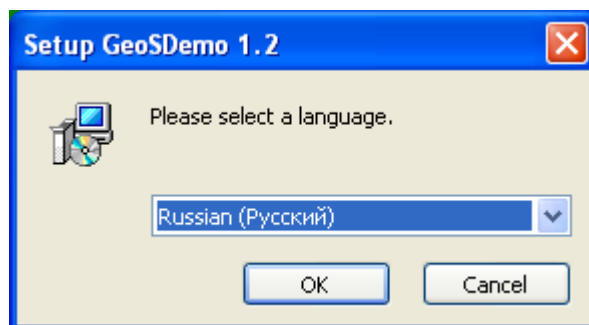 Setup GeoSDemo 1.2
Please select a language.
Russian (Русский)
OK Cancel